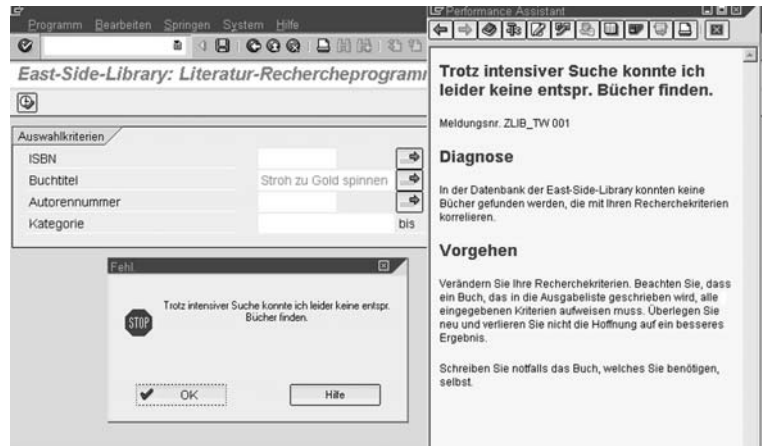 Programm Bearbeiten Springen System Hilfe
East-Side-Library: Literatur-Rechercheprogramm
Auswahlkriterien
ISBN
Buchtitel Stroh zu Gold spinnen
Autorennummer
Kategorie bis
Fehl.
Trotz intensiver Suche konnte ich leider keine entspr.
Bücher finden.
STOP
OK Hilfe
Performance Assistant
Trotz intensiver Suche konnte ich
leider keine entspr. Bücher finden.
Meldungsnr. ZLIB_TW 001
Diagnose
In der Datenbank der East-Side-Library konnten keine
Bücher gefunden werden, die mit Ihren Recherchekriterien
korrelieren.
Vorgehen
Verändern Sie Ihre Recherchekriterien. Beachten Sie, dass
ein Buch, das in die Ausgabeliste geschrieben wird, alle
eingegebenen Kriterien aufweisen muss. Überlegen Sie
neu und verlieren Sie nicht die Hoffnung auf ein besseres
Ergebnis.
Schreiben Sie notfalls das Buch, welches Sie benötigen,
selbst.